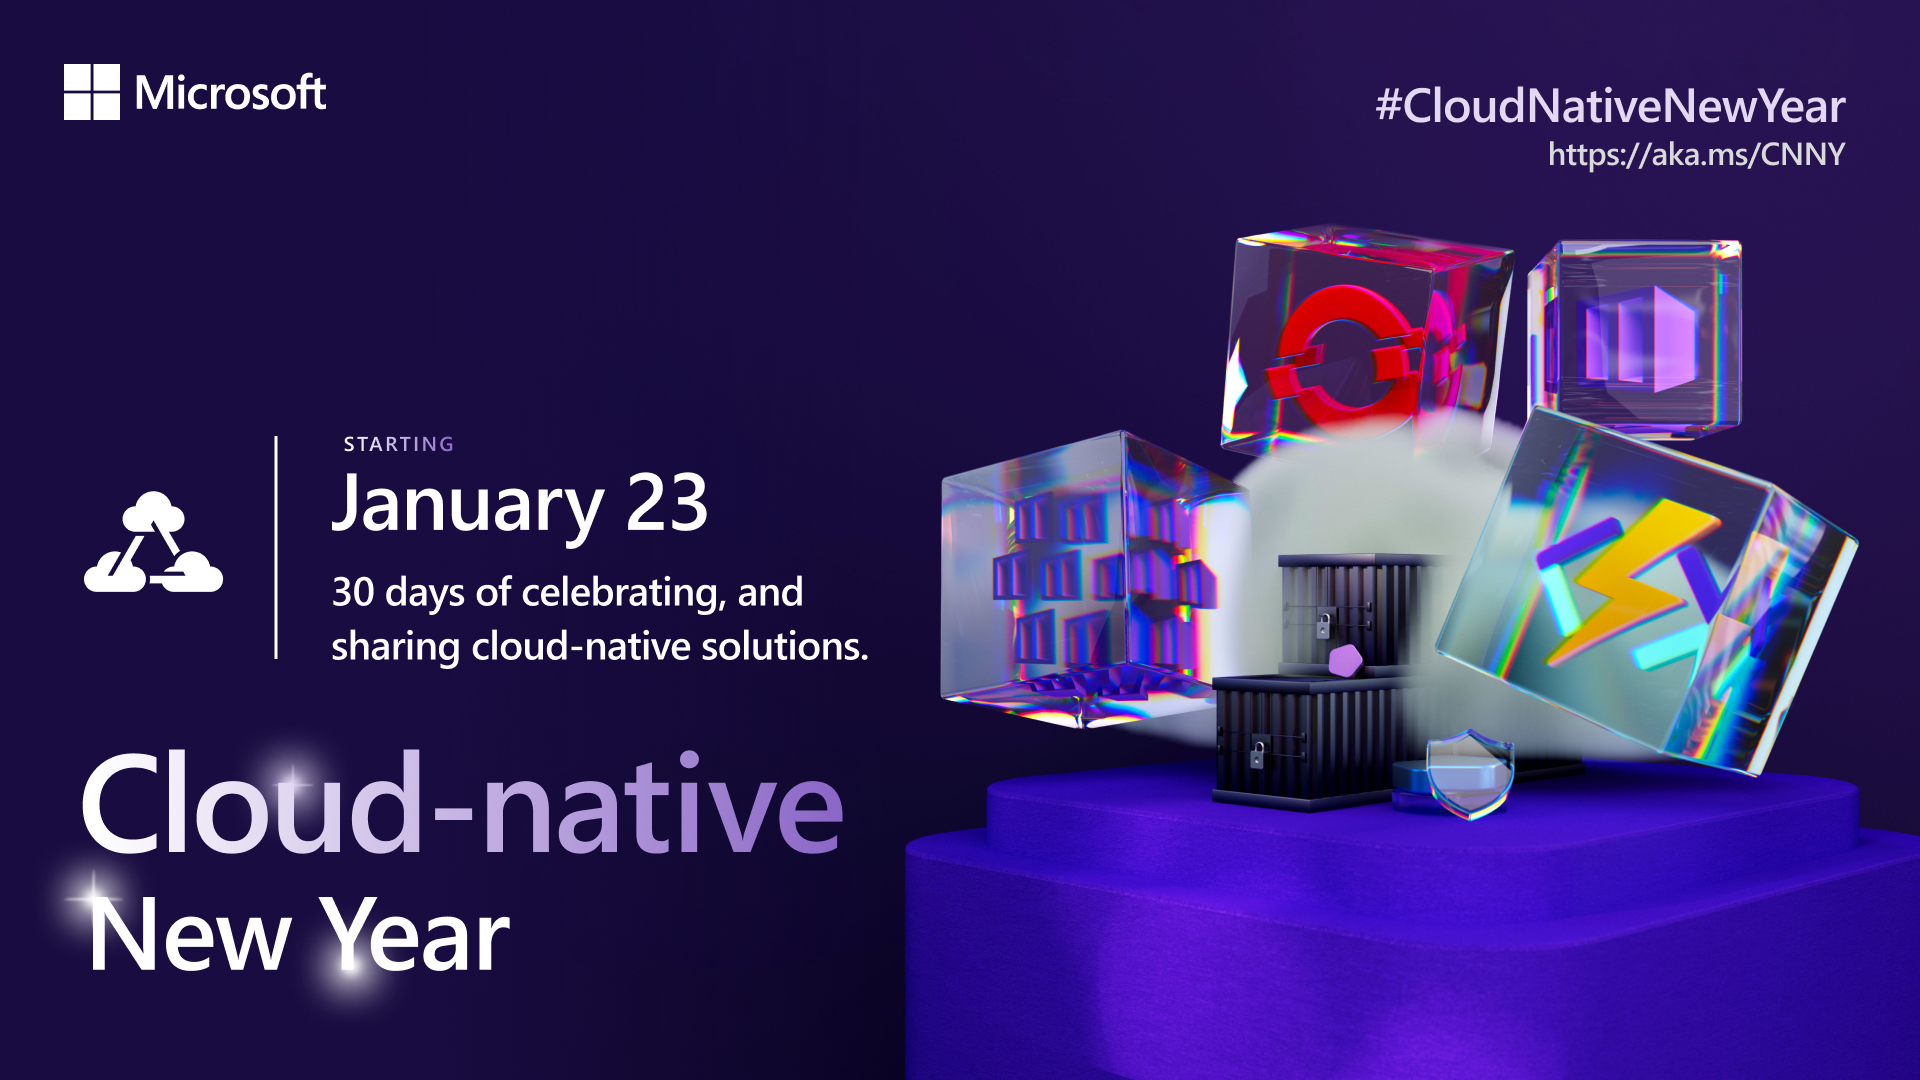 Microsoft
#CloudNativeNewYear
https://aka.ms/CNNY
STARTING
January 23
30 days of celebrating, and
sharing cloud-native solutions.
Cloud-native
New Year